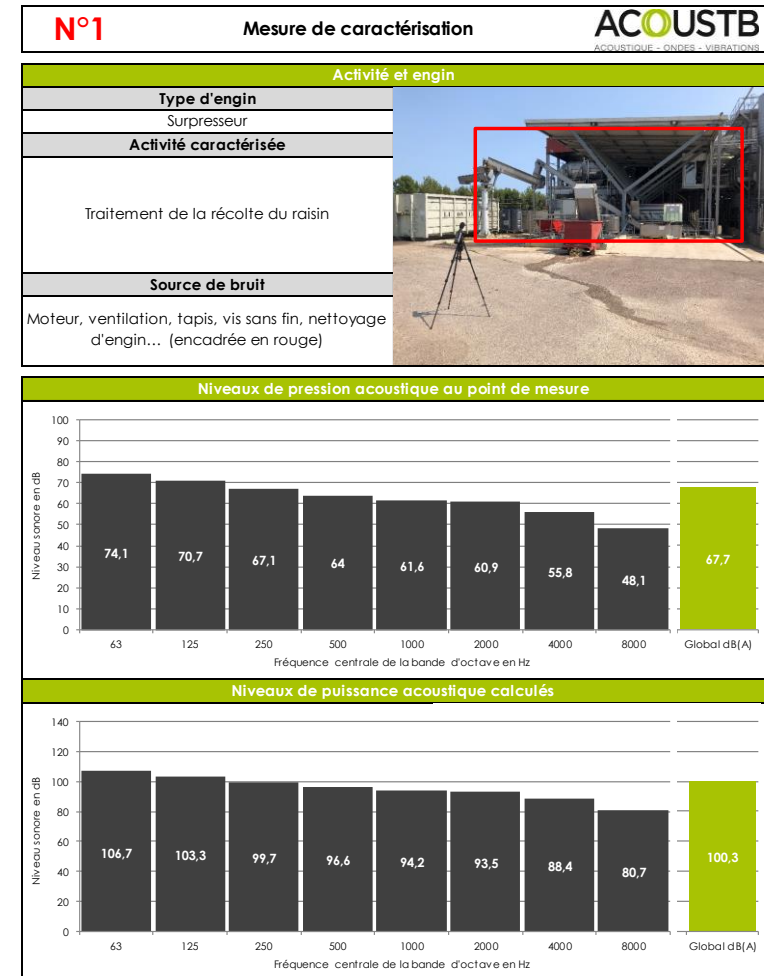 N°1
Mesure de caractérisation
ACOUSTB
ACOUSTIQUE - ONDES - VIBRATIONS
Activité et engin
Type d'engin
Surpresseur
Activité caractérisée
Traitement de la récolte du raisin
Source de bruit
Moteur, ventilation, tapis, vis sans fin, nettoyage
d'engin… (encadrée en rouge)
Niveaux de pression acoustique au point de mesure
Niveau sonore en dB
100
90
80
70
60
50
40
30
20
10
0
74,1
70,7
67,1
64
61,6
60,9
55,8
48,1
67,7
63 125 250 500 1000 2000 4000 8000 Global dB(A)
Fréquence centrale de la bande d'octave en Hz
Niveaux de puissance acoustique calculés
Niveau sonore en dB
140
120
100
80
60
40
20
0
106,7
103,3
99,7
96,6
94,2
93,5
88,4
80,7
100,3
63 125 250 500 1000 2000 4000 8000 Global dB(A)
Fréquence centrale de la bande d'octave en Hz